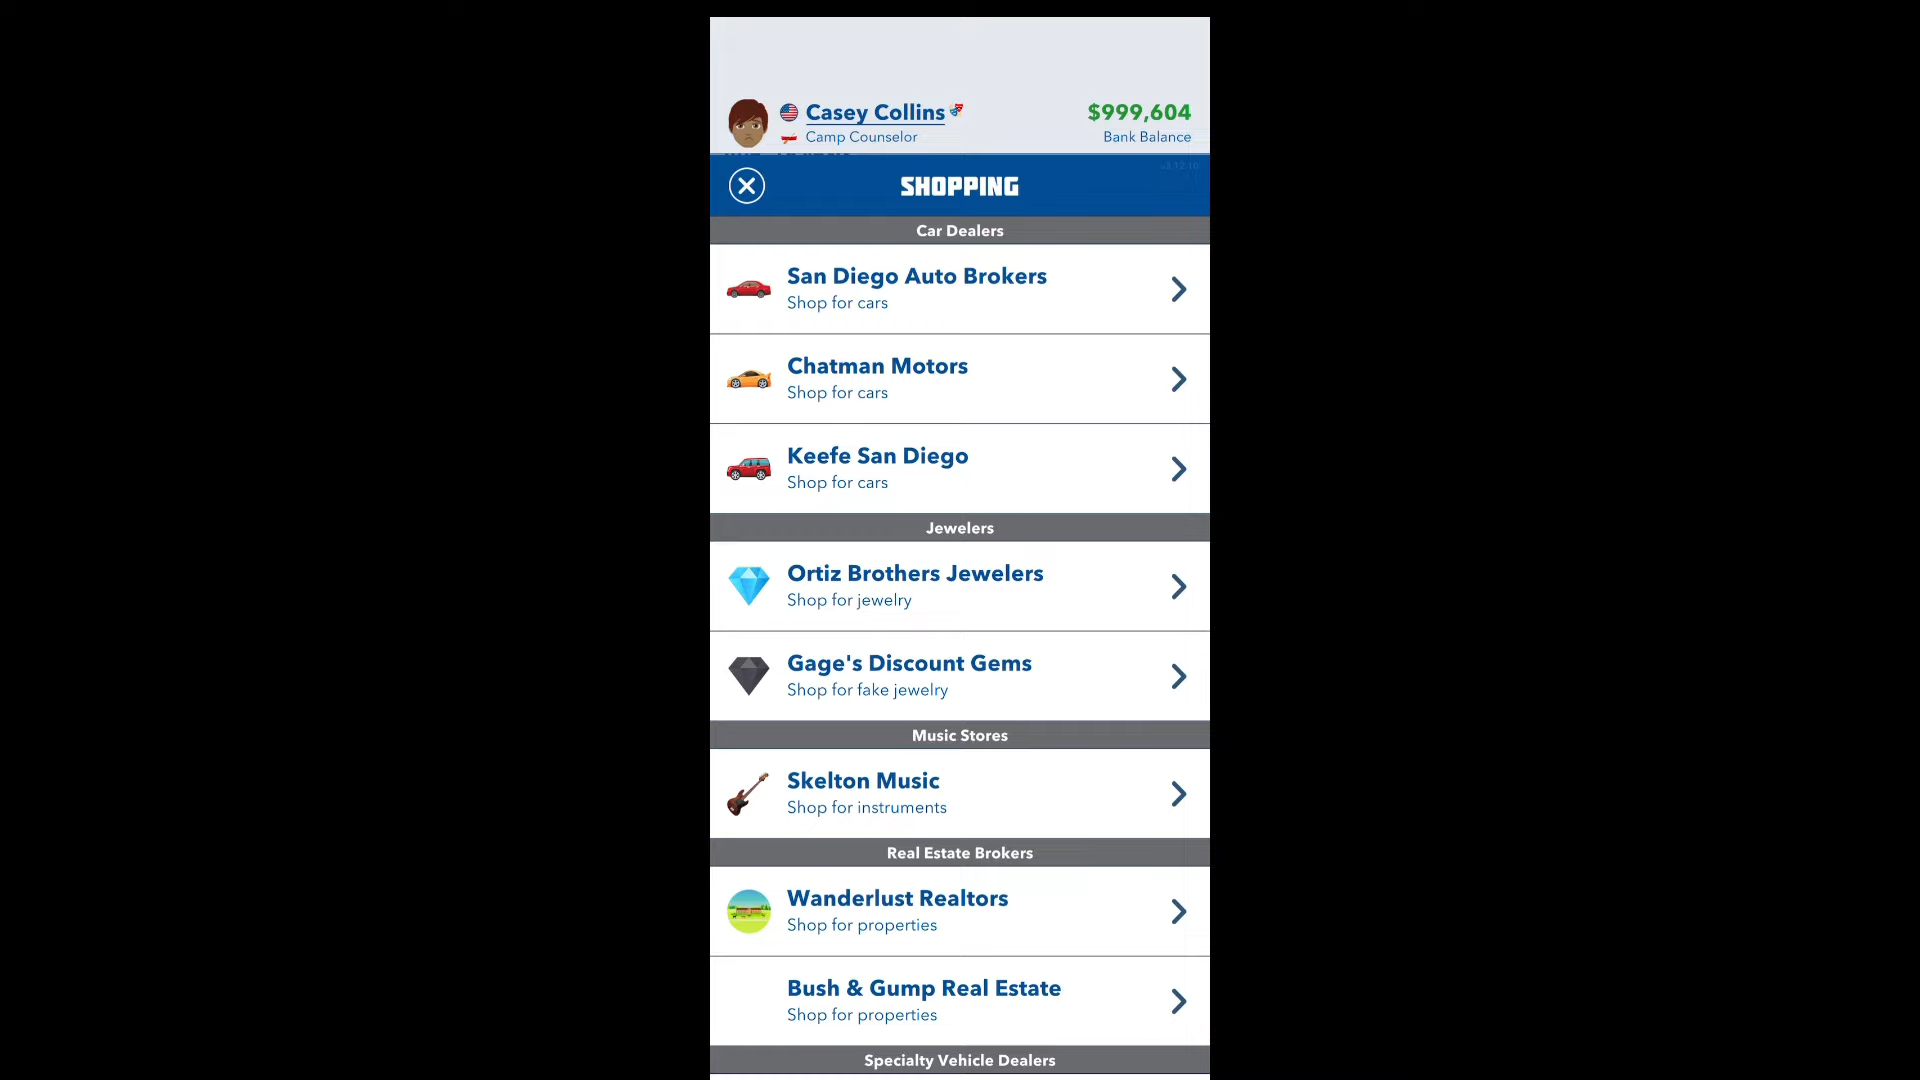 Casey Collins
$999,604
Camp Counselor
Bank Balance
v3.12.10
SHOPPING
Car Dealers
San Diego Auto Brokers
Shop for cars
Chatman Motors
Shop for cars
Keefe San Diego
Shop for cars
Jewelers
Ortiz Brothers Jewelers
Shop for jewelry
Gage's Discount Gems
Shop for fake jewelry
Music Stores
Skelton Music
Shop for instruments
Real Estate Brokers
Wanderlust Realtors
Shop for properties
Bush & Gump Real Estate
Shop for properties
Specialty Vehicle Dealers